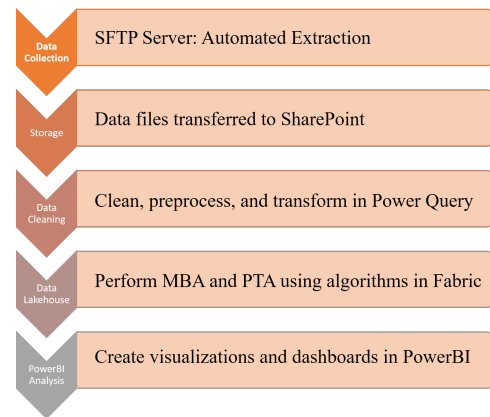 Data
Collection
SFTP Server: Automated Extraction
Storage
Data files transferred to SharePoint
Data
Cleaning
Clean, preprocess, and transform in Power Query
Data
Lakehouse
Perform MBA and PTA using algorithms in Fabric
PowerBI
Analysis
Create visualizations and dashboards in PowerBI